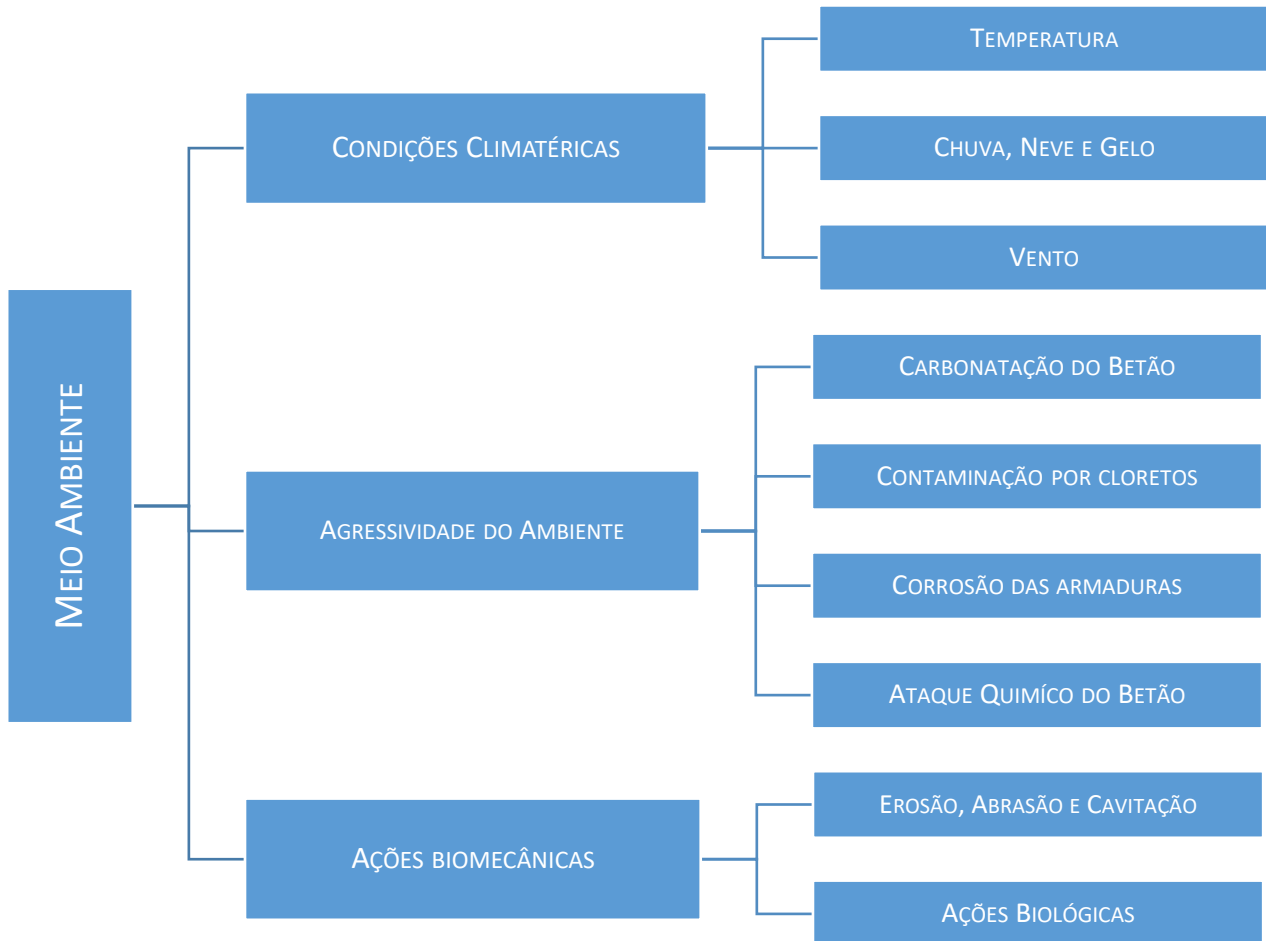 MEIO AMBIENTE
CONDIÇÕES CLIMATÉRICAS
TEMPERATURA
CHUVA, NEVE E GELO
VENTO
AGRESSIVIDADE DO AMBIENTE
CARBONATAÇÃO DO BETÃO
CONTAMINAÇÃO POR CLORETOS
CORROSÃO DAS ARMADURAS
ATAQUE QUIMÍCO DO BETÃO
AÇÕES BIOMECÂNICAS
EROSÃO, ABRASÃO E CAVITAÇÃO
AÇÕES BIOLÓGICAS